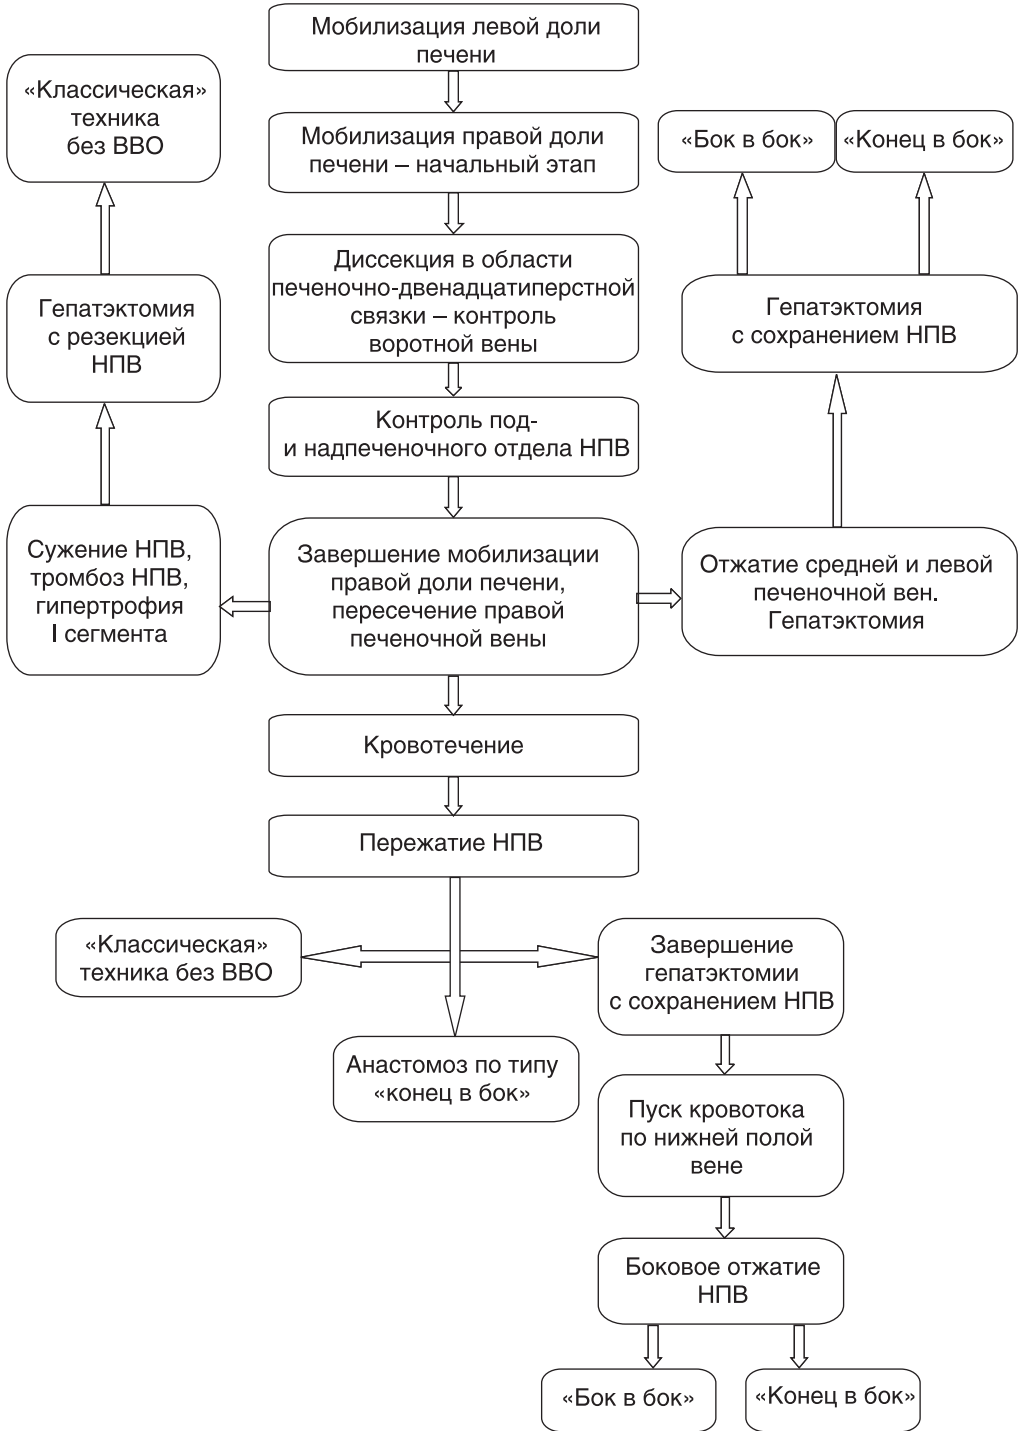 Мобилизация левой доли
печени
«Классическая»
техника
без ВВО
Мобилизация правой доли
печени – начальный этап
«Бок в бок»
«Конец в бок»
Диссекция в области
печеночно-двенадцатиперстной
связки – контроль
воротной вены
Гепатэктомия
с резекцией
НПВ
Гепатэктомия
с сохранением НПВ
Контроль под-
и надпеченочного отдела НПВ
Сужение НПВ,
тромбоз НПВ,
гипертрофия
I сегмента
Завершение мобилизации
правой доли печени,
пересечение правой
печеночной вены
Отжатие средней и левой
печеночной вен.
Гепатэктомия
Кровотечение
Пережатие НПВ
«Классическая»
техника без ВВО
Завершение
гепатэктомии
с сохранением НПВ
Анастомоз по типу
«конец в бок»
Пуск кровотока
по нижней полой
вене
Боковое отжатие
НПВ
«Бок в бок»
«Конец в бок»